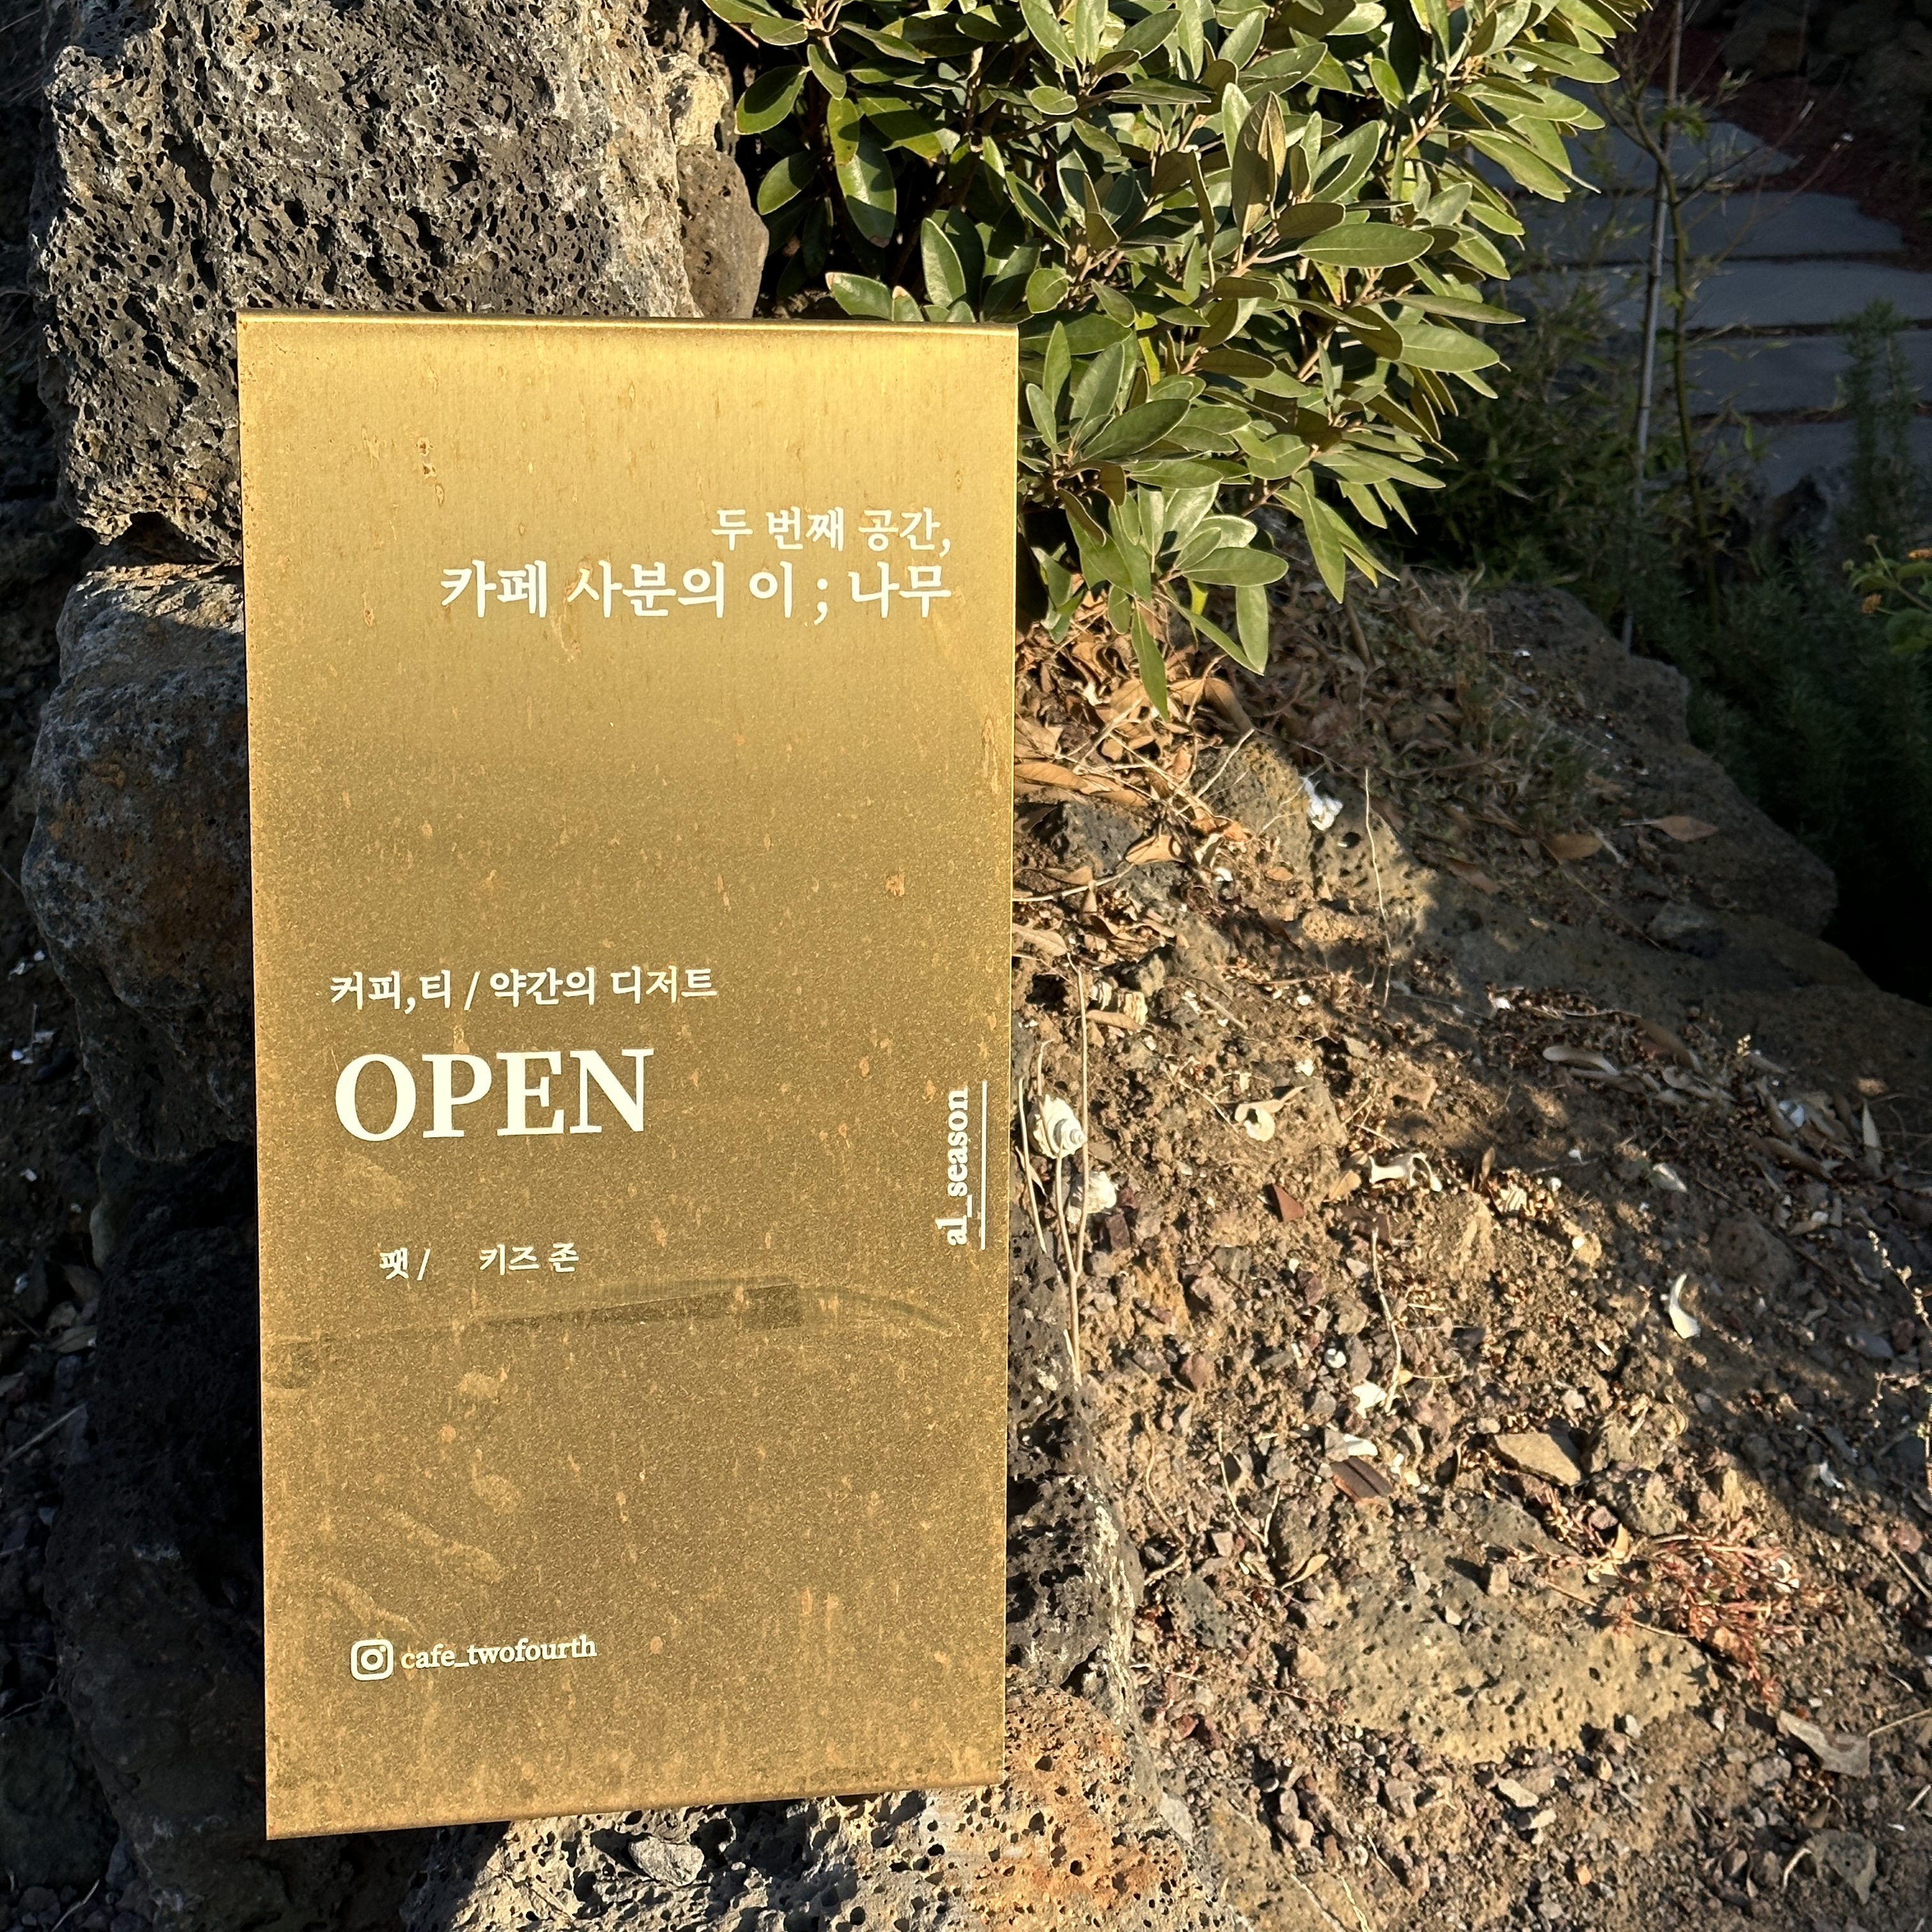 두 번째 공간,
카페 사분의 이 ; 나무
커피,티 / 약간의 디저트
OPEN
al_season
팻 / 키즈 존
cafe_twofourth